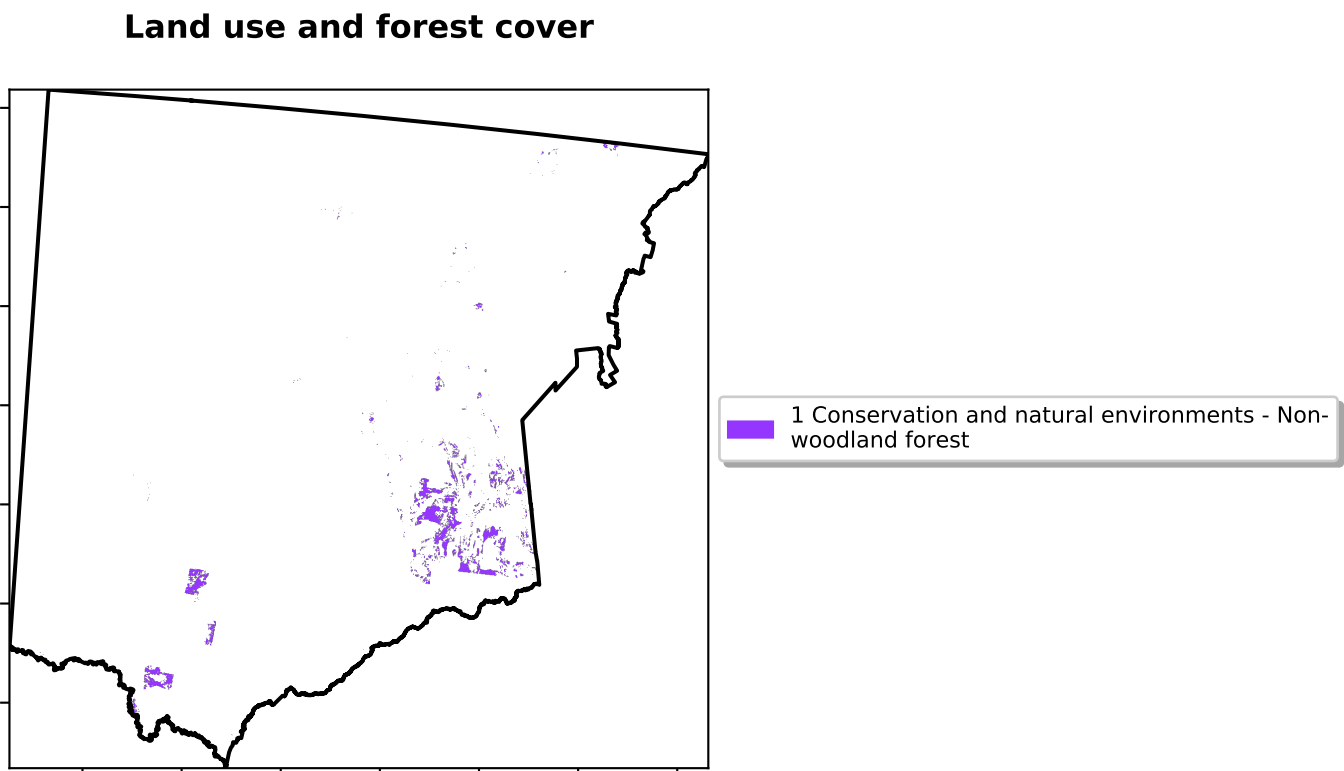 Land use and forest cover
1 Conservation and natural environments - Non-
woodland forest